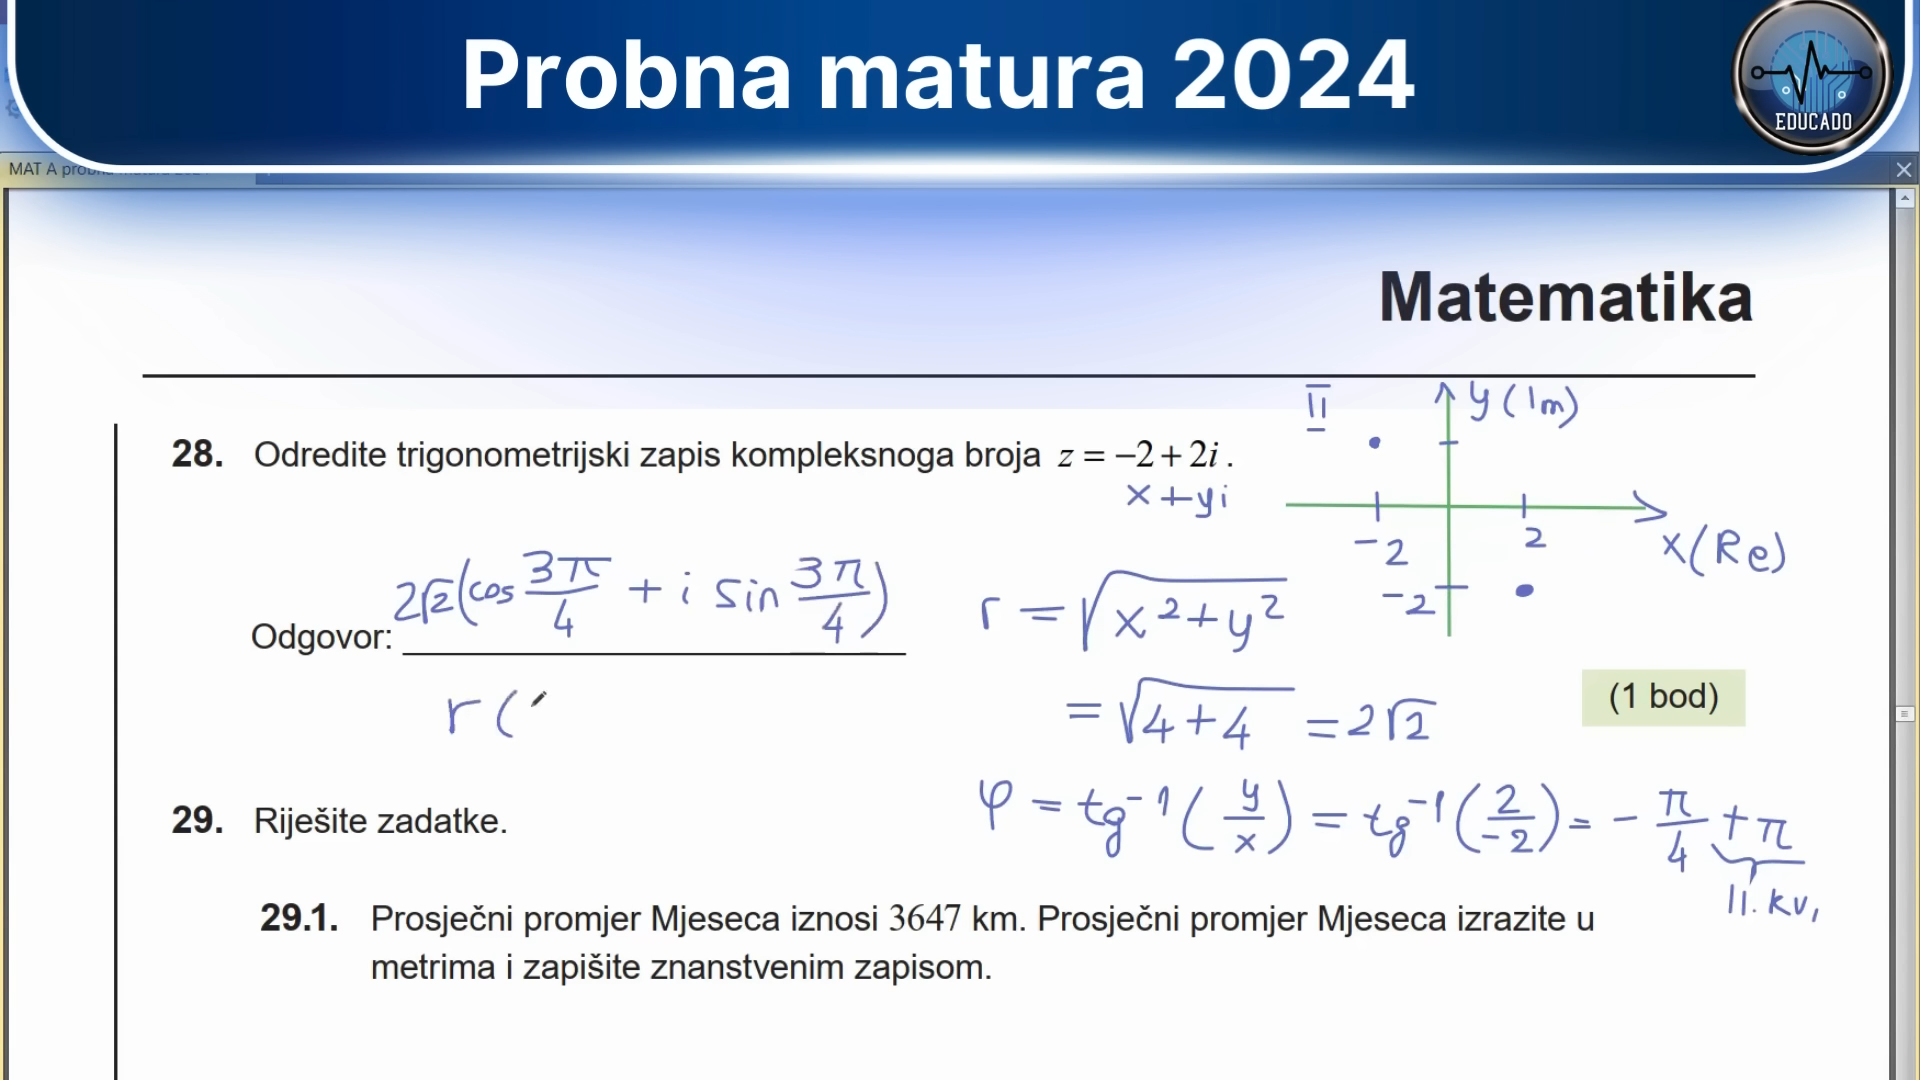 Probna matura 2024
EDUCADO
Matematika
II
y (Im)
28. Odredite trigonometrijski zapis kompleksnoga broja z = −2 + 2i.
x + yi
-2
2
x(Re)
-2
2√2(cos 3π/4 + i sin 3π/4)
Odgovor:
r = √x²+y²
r (
= √4+4 = 2√2
(1 bod)
φ = tg⁻¹(y/x) = tg⁻¹(2/-2) = - π/4 + π
II. kv.
29. Riješite zadatke.
29.1. Prosječni promjer Mjeseca iznosi 3647 km. Prosječni promjer Mjeseca izrazite u
metrima i zapišite znanstvenim zapisom.